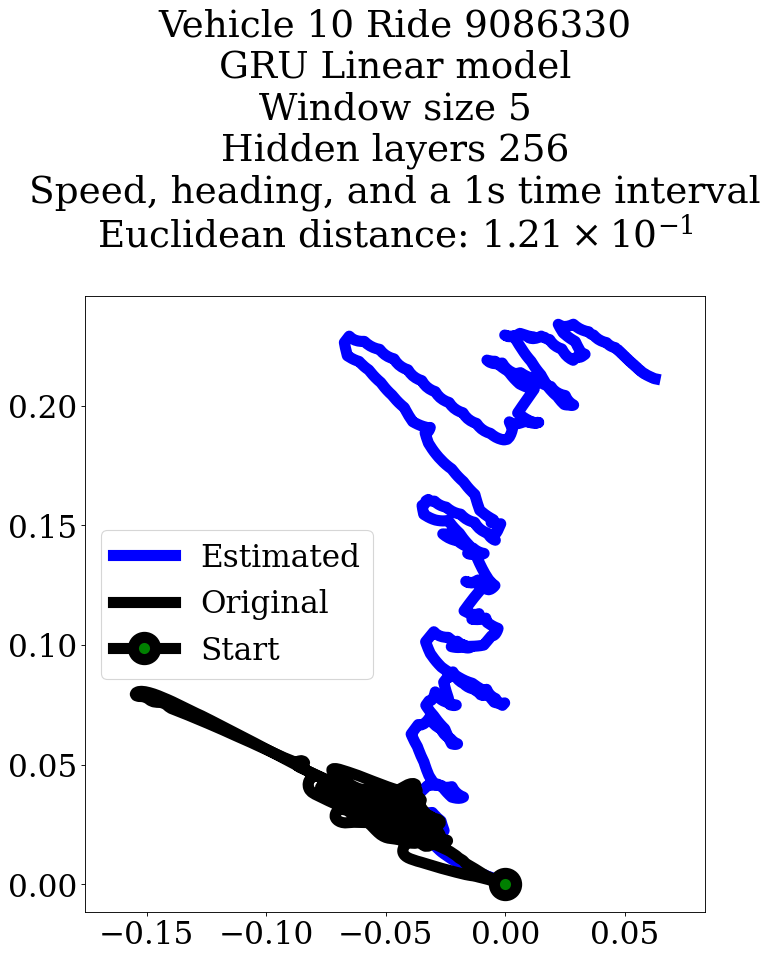 Vehicle 10 Ride 9086330
GRU Linear model
Window size 5
Hidden layers 256
Speed, heading, and a 1s time interval
Euclidean distance: 1.21 × 10⁻¹
0.20
0.15
0.10
0.05
0.00
Estimated
Original
Start
−0.15 −0.10 −0.05 0.00 0.05